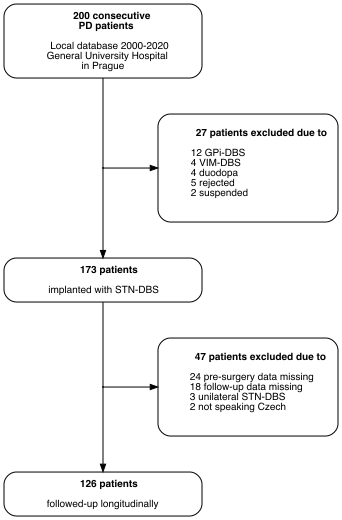 200 consecutive
PD patients
Local database 2000-2020
General University Hospital
in Prague
27 patients excluded due to
12 GPi-DBS
4 VIM-DBS
4 duodopa
5 rejected
2 suspended
173 patients
implanted with STN-DBS
47 patients excluded due to
24 pre-surgery data missing
18 follow-up data missing
3 unilateral STN-DBS
2 not speaking Czech
126 patients
followed-up longitudinally